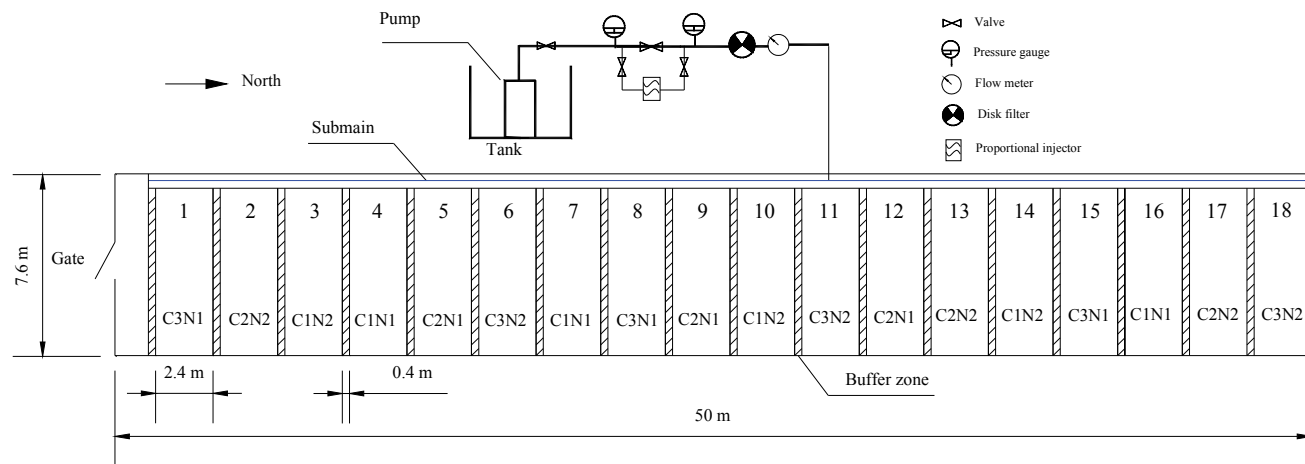 Pump
Valve
Pressure gauge
North
Flow meter
Disk filter
Submain
Tank
Proportional injector
1 2 3 4 5 6 7 8 9 10 11 12 13 14 15 16 17 18
Gate
7.6 m
C3N1 C2N2 C1N2 C1N1 C2N1 C3N2 C1N1 C3N1 C2N1 C1N2 C3N2 C2N1 C2N2 C1N2 C3N1 C1N1 C2N2 C3N2
2.4 m 0.4 m
Buffer zone
50 m